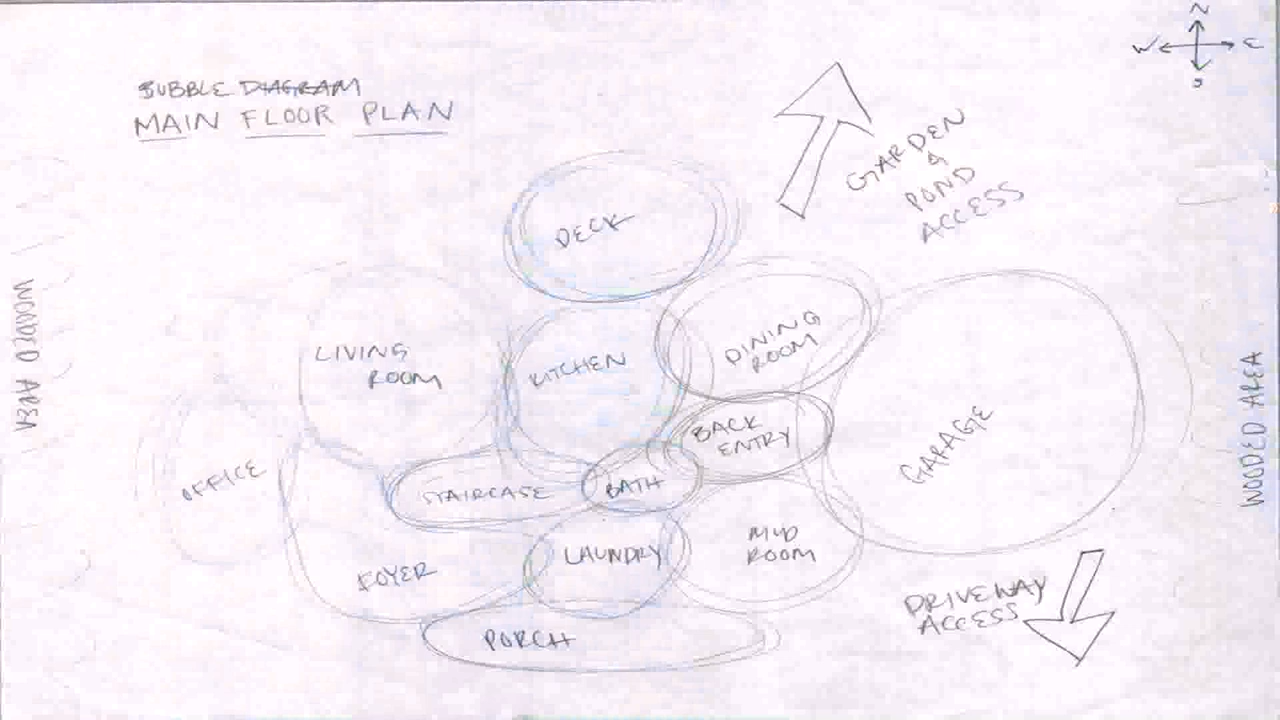 BUBBLE DIAGRAM
MAIN FLOOR PLAN
N
W E
S
GARDEN
&
POND
ACCESS
DECK
LIVING
ROOM
KITCHEN
DINING
ROOM
WOODED AREA
OFFICE
STAIRCASE
BATH
BACK
ENTRY
GARAGE
WOODED AREA
FOYER
LAUNDRY
MUD
ROOM
PORCH
DRIVEWAY
ACCESS